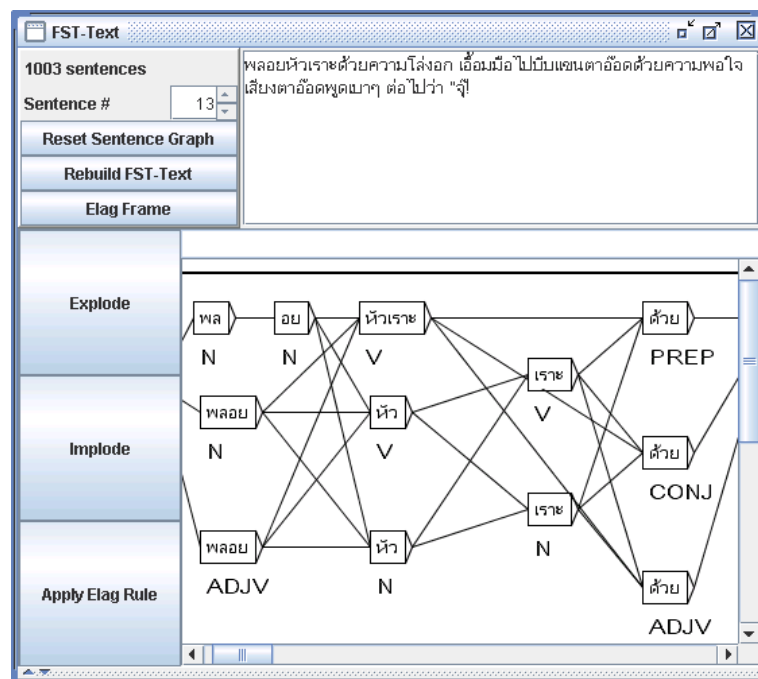 FST-Text
1003 sentences
Sentence # 13
Reset Sentence Graph
Rebuild FST-Text
Elag Frame
พลอยหัวเราะด้วยความโล่งอก เอื้อมมือไปบีบแขนตาอ๊อดด้วยความพอใจ
เสียงตาอ๊อดพูดเบาๆ ต่อไปว่า "จุ๊!
Explode
Implode
Apply Elag Rule
พล อย หัวเราะ ด้วย
N N V PREP
เราะ
V
พลอย หัว
N V
ด้วย
CONJ
เราะ
N
พลอย หัว
ADJV N
ด้วย
ADJV